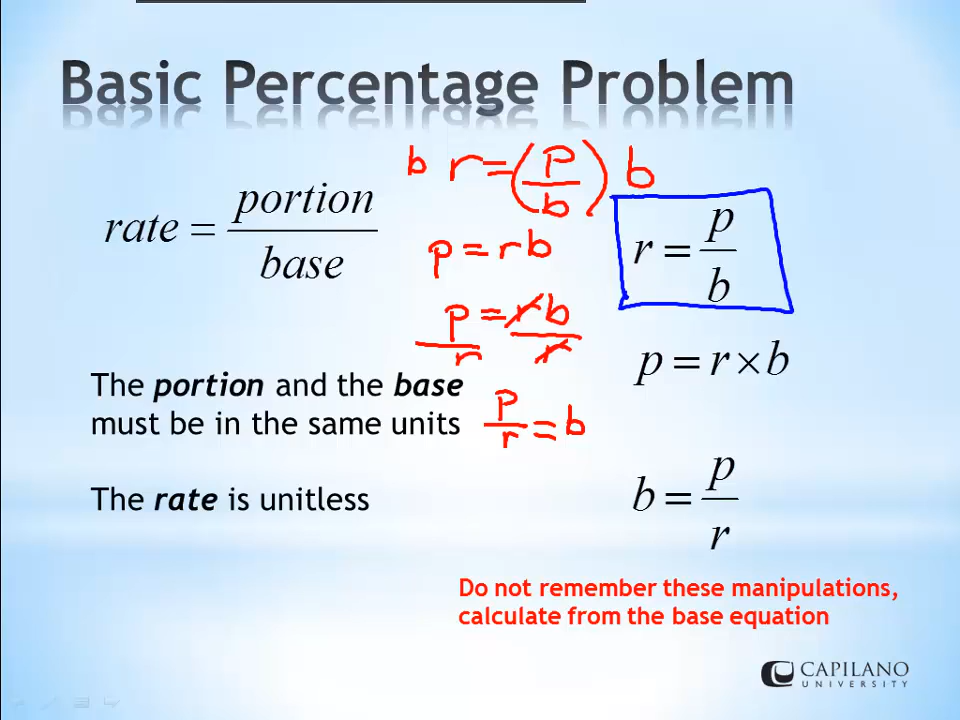 Basic Percentage Problem
rate = portion / base
b r = (p / b) b
p = rb
p / r = rb / r
p / r = b
r = p / b
p = r × b
b = p / r
The portion and the base
must be in the same units
The rate is unitless
Do not remember these manipulations,
calculate from the base equation
CAPILANO
UNIVERSITY